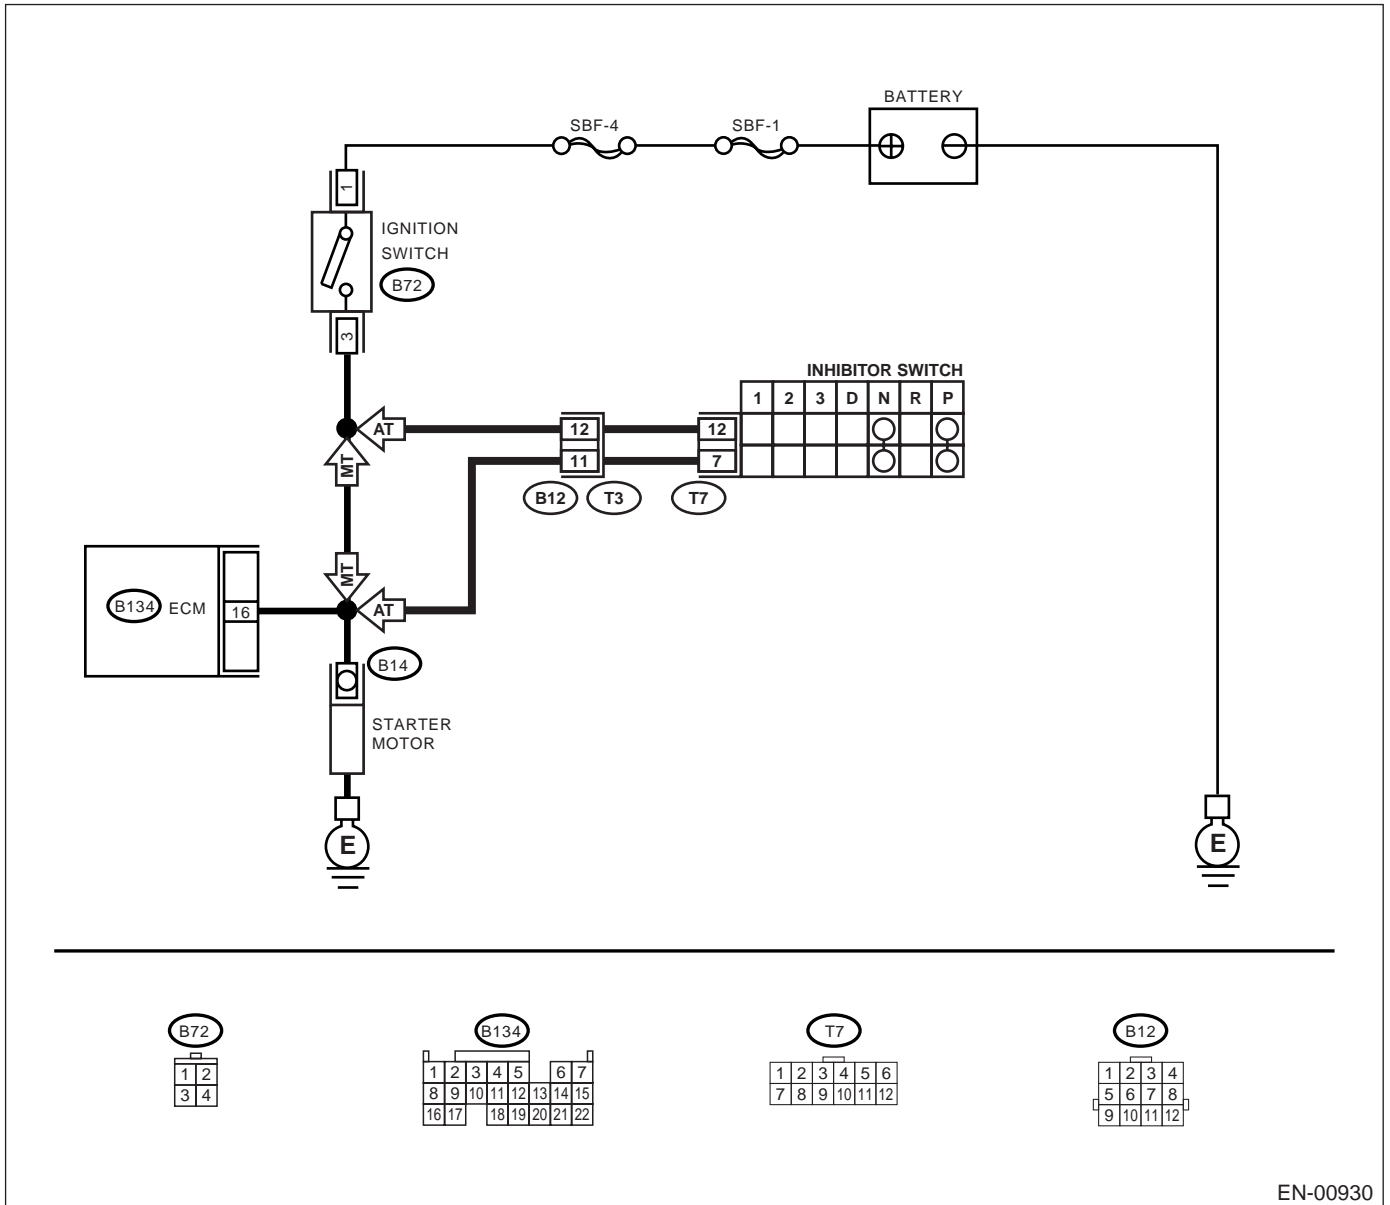 BATTERY
SBF-4
SBF-1
1
IGNITION
SWITCH
B72
3
INHIBITOR SWITCH
1 2 3 D N R P
AT
12
12
MT
11
7
B12
T3
T7
MT
B134
ECM
16
AT
B14
STARTER
MOTOR
E
E
B72
B134
T7
B12
1 2
3 4
1 2 3 4 5 6 7
8 9 10 11 12 13 14 15
16 17 18 19 20 21 22
1 2 3 4 5 6
7 8 9 10 11 12
1 2 3 4
5 6 7 8
9 10 11 12
EN-00930